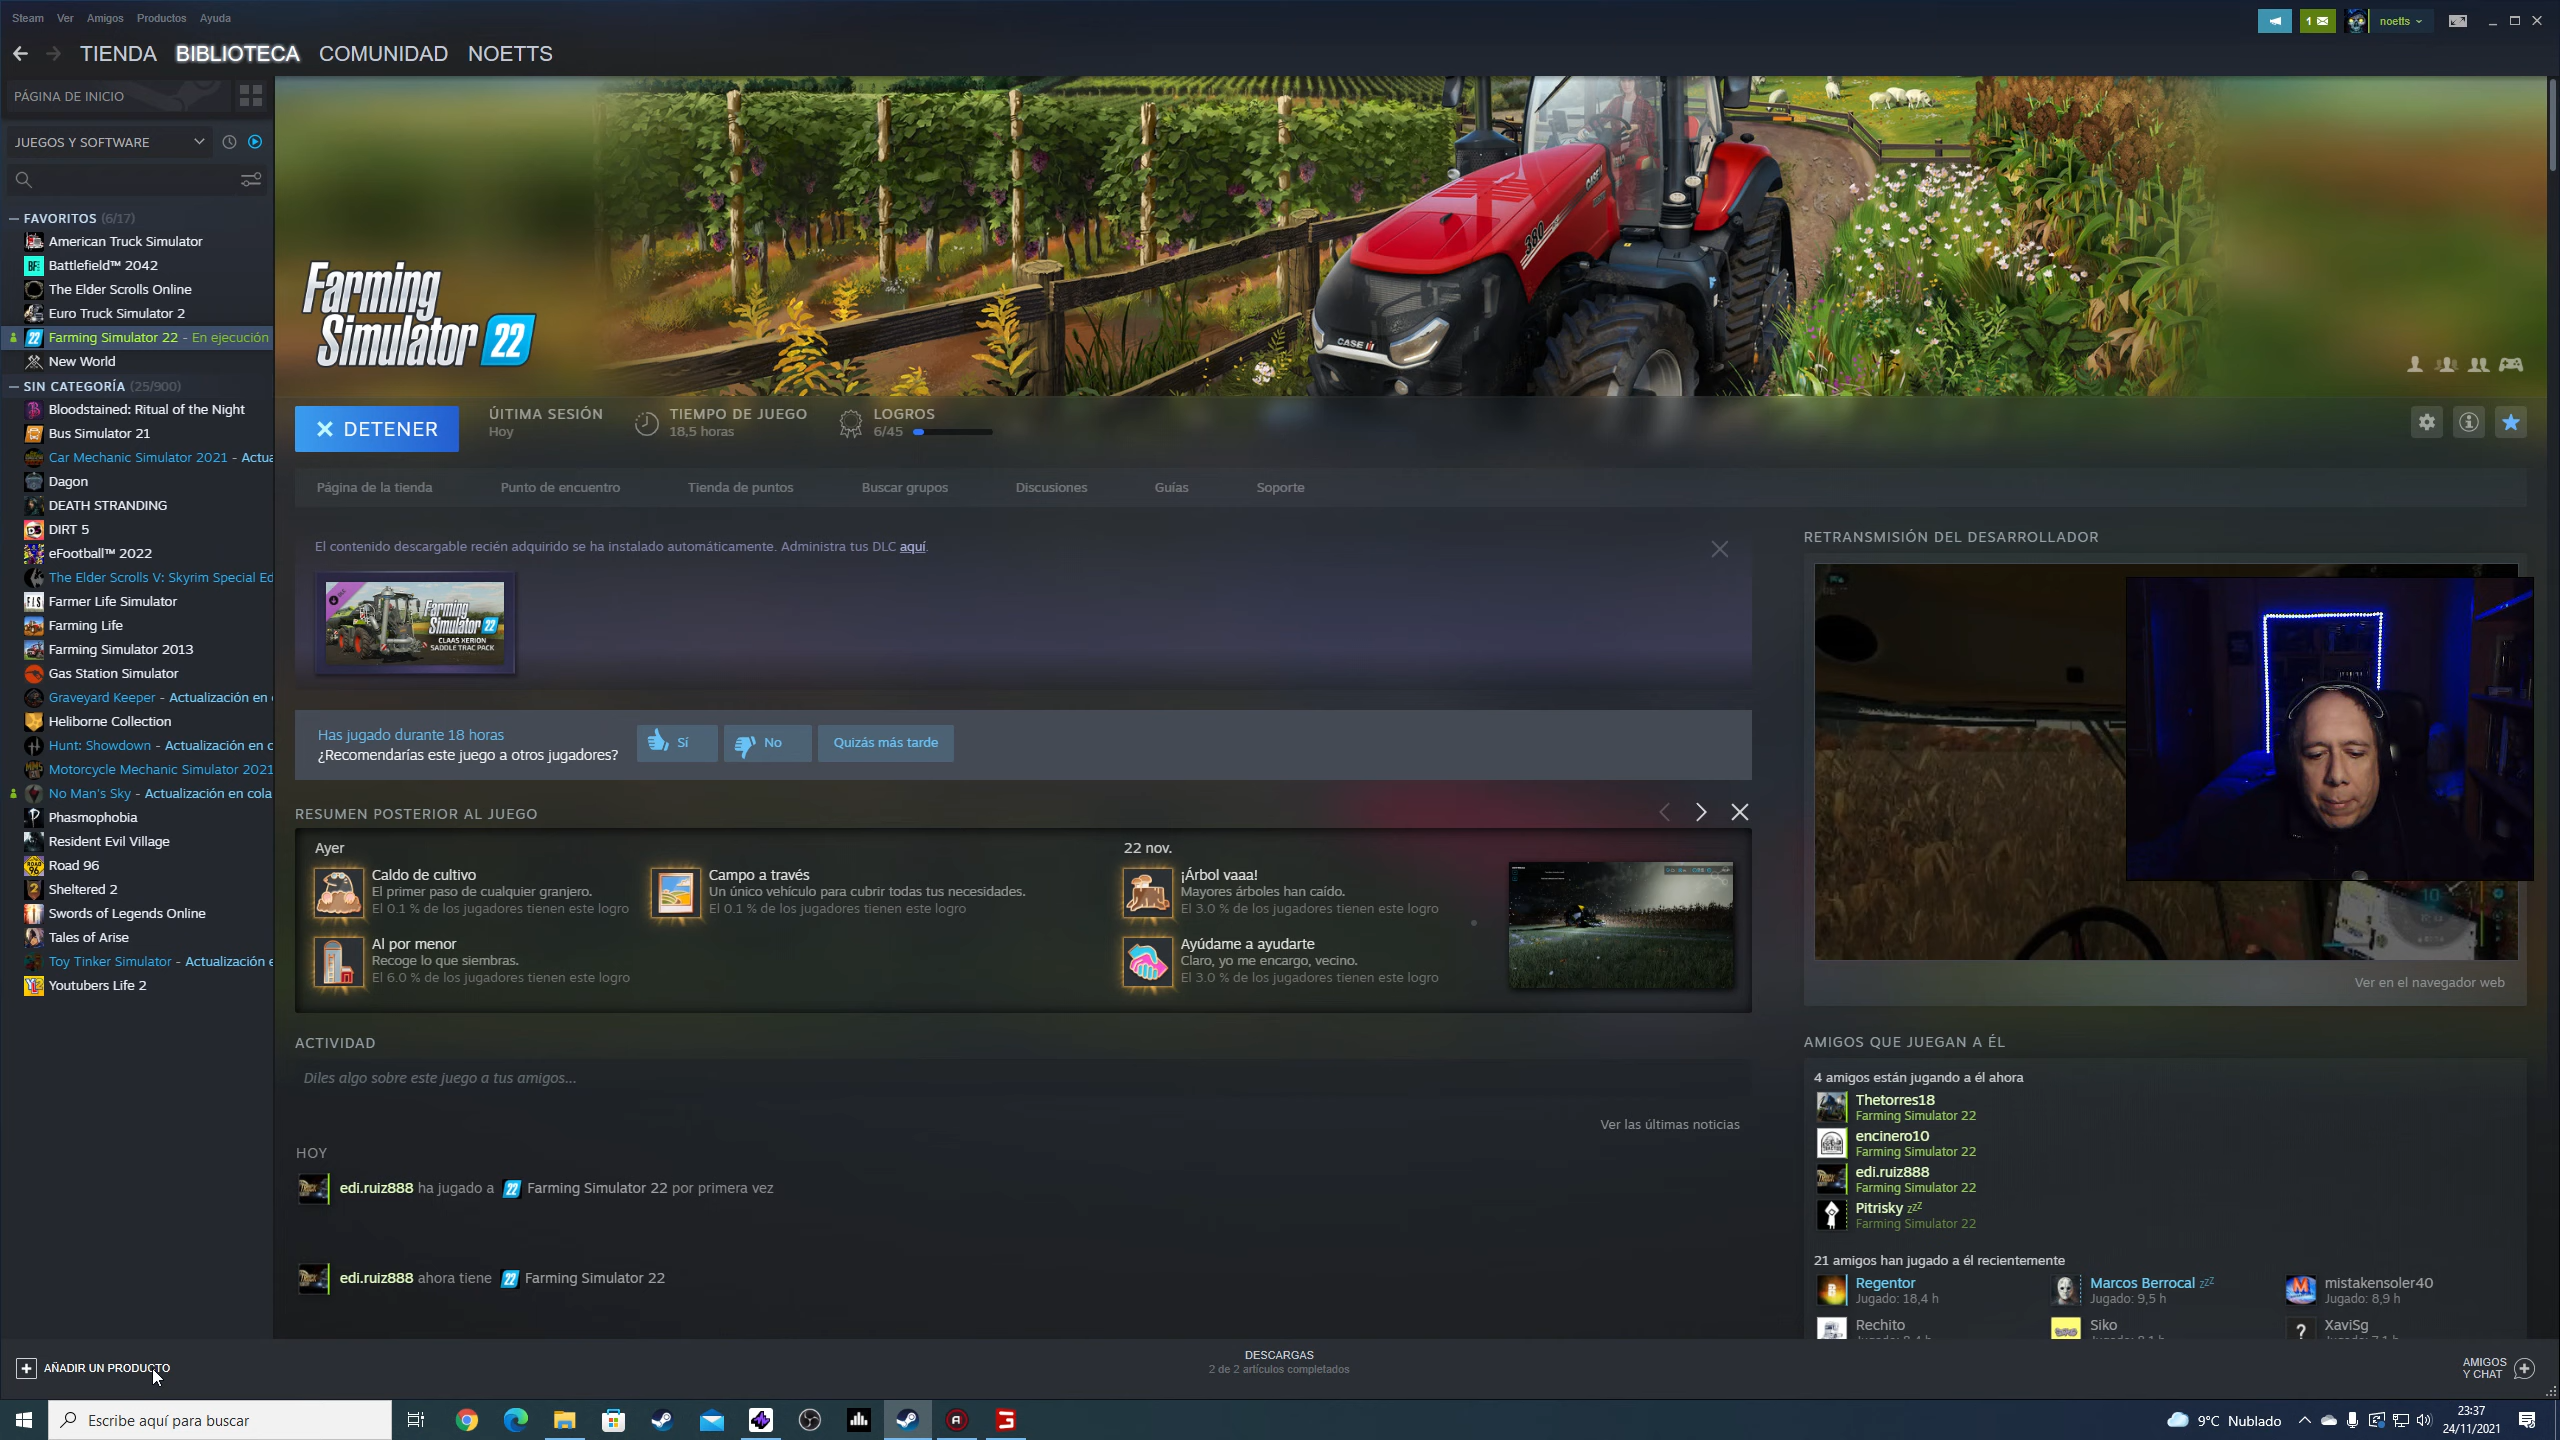 Steam Ver Amigos Productos Ayuda
1 noetts
TIENDA BIBLIOTECA COMUNIDAD NOETTS
PÁGINA DE INICIO
JUEGOS Y SOFTWARE
FAVORITOS (6/17)
American Truck Simulator
Battlefield™ 2042
The Elder Scrolls Online
Euro Truck Simulator 2
Farming Simulator 22 - En ejecución
New World
SIN CATEGORÍA (25/900)
Bloodstained: Ritual of the Night
Bus Simulator 21
Car Mechanic Simulator 2021 - Actua
Dagon
DEATH STRANDING
DIRT 5
eFootball™ 2022
The Elder Scrolls V: Skyrim Special Ed
Farmer Life Simulator
Farming Life
Farming Simulator 2013
Gas Station Simulator
Graveyard Keeper - Actualización en
Heliborne Collection
Hunt: Showdown - Actualización en c
Motorcycle Mechanic Simulator 2021
No Man's Sky - Actualización en cola
Phasmophobia
Resident Evil Village
Road 96
Sheltered 2
Swords of Legends Online
Tales of Arise
Toy Tinker Simulator - Actualización e
Youtubers Life 2
AÑADIR UN PRODUCTO
Farming
Simulator 22
CASE IH
380
DETENER
ÚLTIMA SESIÓN
Hoy
TIEMPO DE JUEGO
18,5 horas
LOGROS
6/45
Página de la tienda Punto de encuentro Tienda de puntos Buscar grupos Discusiones Guías Soporte
El contenido descargable recién adquirido se ha instalado automáticamente. Administra tus DLC aquí.
Farming
Simulator 22
CLAAS XERION
SADDLE TRAC PACK
Has jugado durante 18 horas
¿Recomendarías este juego a otros jugadores?
Sí No Quizás más tarde
RESUMEN POSTERIOR AL JUEGO
Ayer
Caldo de cultivo
El primer paso de cualquier granjero.
El 0.1 % de los jugadores tienen este logro
Campo a través
Un único vehículo para cubrir todas tus necesidades.
El 0.1 % de los jugadores tienen este logro
Al por menor
Recoge lo que siembras.
El 6.0 % de los jugadores tienen este logro
22 nov.
¡Árbol vaaa!
Mayores árboles han caído.
El 3.0 % de los jugadores tienen este logro
Ayúdame a ayudarte
Claro, yo me encargo, vecino.
El 3.0 % de los jugadores tienen este logro
ACTIVIDAD
Diles algo sobre este juego a tus amigos...
Ver las últimas noticias
HOY
edi.ruiz888 ha jugado a Farming Simulator 22 por primera vez
edi.ruiz888 ahora tiene Farming Simulator 22
RETRANSMISIÓN DEL DESARROLLADOR
Ver en el navegador web
AMIGOS QUE JUEGAN A ÉL
4 amigos están jugando a él ahora
Thetorres18
Farming Simulator 22
encinero10
Farming Simulator 22
edi.ruiz888
Farming Simulator 22
Pitrisky zzZ
Farming Simulator 22
21 amigos han jugado a él recientemente
Regentor
Jugado: 18,4 h
Marcos Berrocal zzZ
Jugado: 9,5 h
mistakensoler40
Jugado: 8,9 h
Rechito Siko XaviSg
DESCARGAS
2 de 2 artículos completados
AMIGOS
Y CHAT
Escribe aquí para buscar
9°C Nublado
23:37
24/11/2021